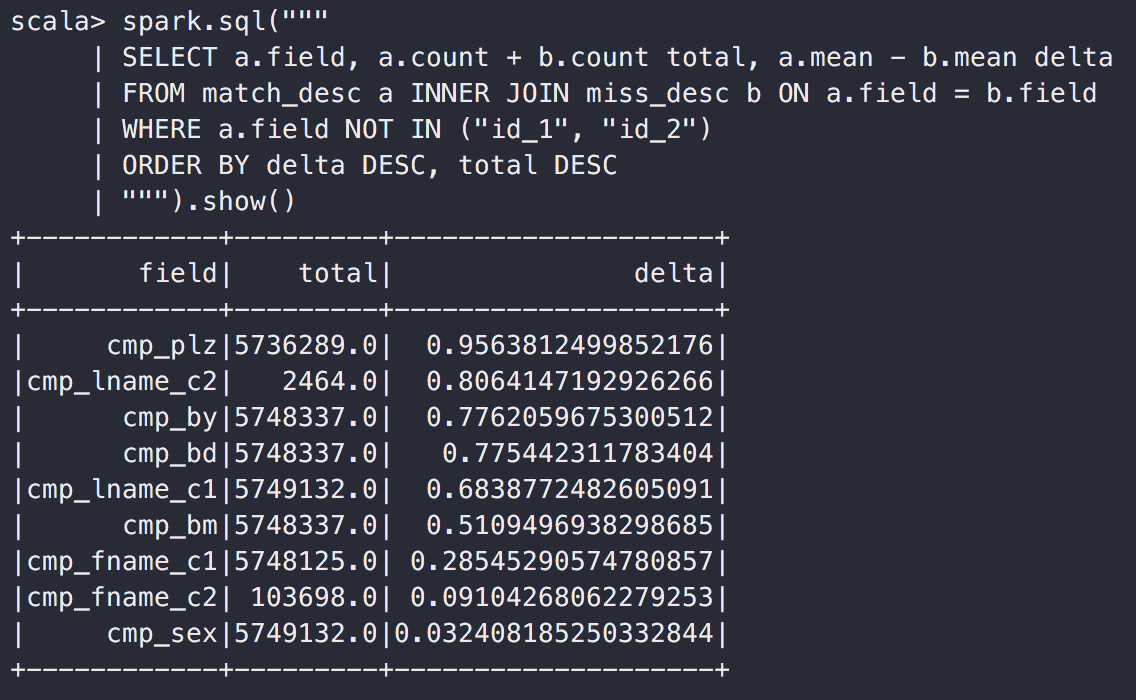 scala> spark.sql("""
     | SELECT a.field, a.count + b.count total, a.mean - b.mean delta
     | FROM match_desc a INNER JOIN miss_desc b ON a.field = b.field
     | WHERE a.field NOT IN ("id_1", "id_2")
     | ORDER BY delta DESC, total DESC
     | """).show()
+------------+---------+--------------------+
|       field|    total|               delta|
+------------+---------+--------------------+
|     cmp_plz|5736289.0|  0.9563812499852176|
|cmp_lname_c2|   2464.0|  0.8064147192926266|
|      cmp_by|5748337.0|  0.7762059675300512|
|      cmp_bd|5748337.0|   0.775442311783404|
|cmp_lname_c1|5749132.0|  0.6838772482605091|
|      cmp_bm|5748337.0|  0.5109496938298685|
|cmp_fname_c1|5748125.0| 0.28545290574780857|
|cmp_fname_c2| 103698.0| 0.09104268062279253|
|     cmp_sex|5749132.0|0.032408185250332844|
+------------+---------+--------------------+